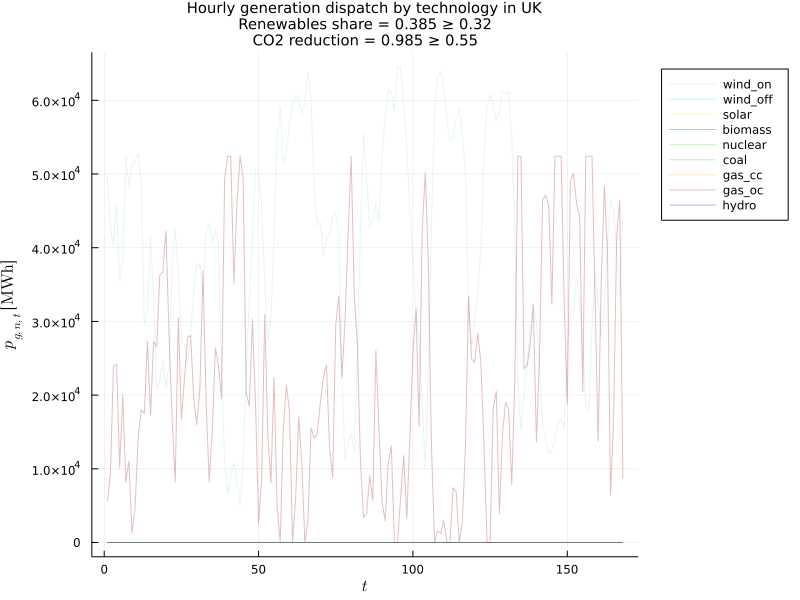 Hourly generation dispatch by technology in UK
Renewables share = 0.385 ≥ 0.32
CO2 reduction = 0.985 ≥ 0.55
wind_on
wind_off
solar
biomass
nuclear
coal
gas_cc
gas_oc
hydro
p_{g,n,t} [MWh]
6.0×10⁴
5.0×10⁴
4.0×10⁴
3.0×10⁴
2.0×10⁴
1.0×10⁴
0
0 50 100 150
t